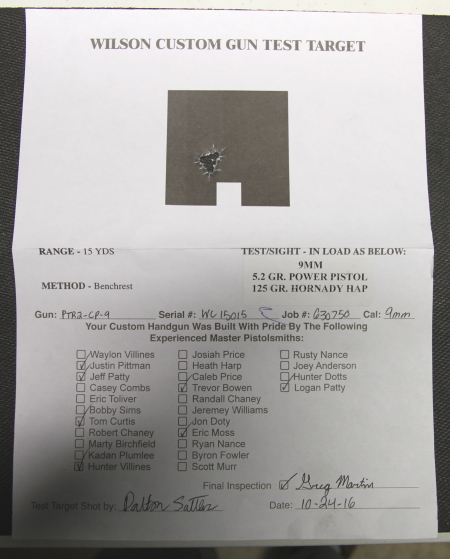 WILSON CUSTOM GUN TEST TARGET
RANGE - 15 YDS
TEST/SIGHT - IN LOAD AS BELOW:
9MM
5.2 GR. POWER PISTOL
METHOD - Benchrest
125 GR. HORNADY HAP
Gun: PTR2-CP-9 Serial#: WC15015 Job #: 230750 Cal: 9mm
Your Custom Handgun Was Built With Pride By The Following
Experienced Master Pistolsmiths:
Waylon Villines Josiah Price Rusty Nance
Justin Pittman Heath Harp Joey Anderson
Jeff Patty Caleb Price Hunter Dotts
Casey Combs Trevor Bowen Logan Patty
Eric Toliver Randall Chaney
Bobby Sims Jeremey Williams
Tom Curtis Jon Doty
Robert Chaney Eric Moss
Marty Birchfield Ryan Nance
Kadan Plumlee Byron Fowler
Hunter Villines Scott Murr
Final Inspection Greg Martin
Test Target Shot by: Dalton Date: 10-24-16